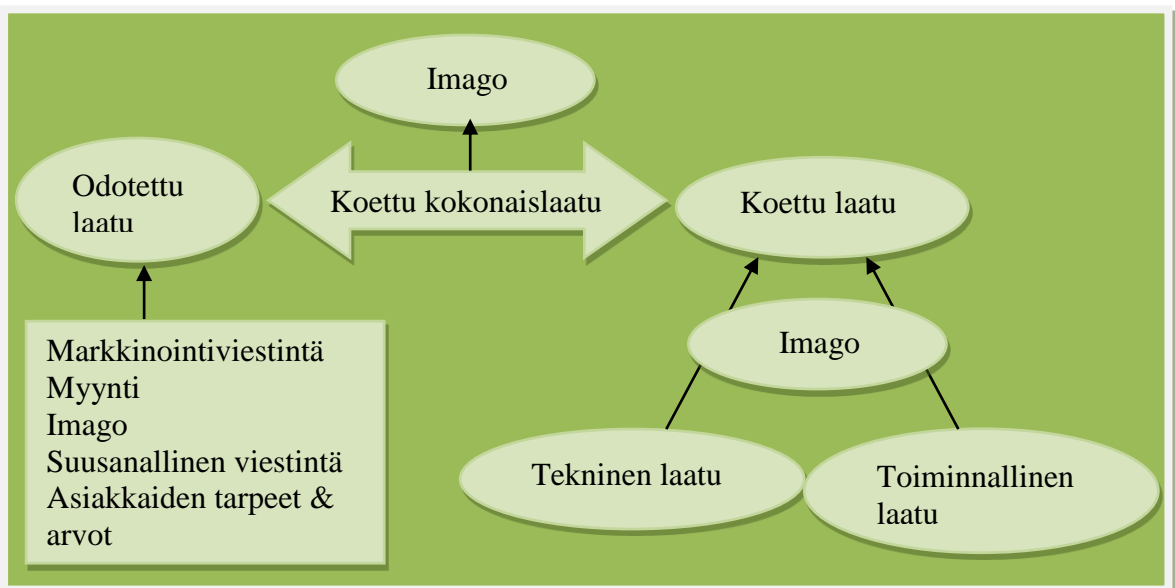 Imago
Odotettu
laatu
Koettu kokonaislaatu
Koettu laatu
Markkinointiviestintä
Myynti
Imago
Suusanallinen viestintä
Asiakkaiden tarpeet &
arvot
Imago
Tekninen laatu
Toiminnallinen
laatu